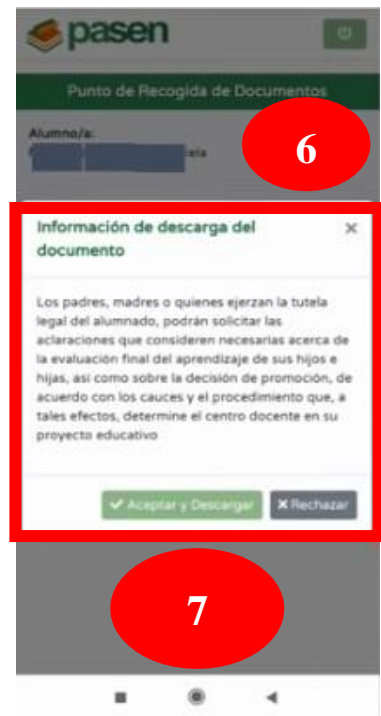 pasen
Punto de Recogida de Documentos
Alumno/a:
6
Información de descarga del
documento
Los padres, madres o quienes ejerzan la tutela
legal del alumnado, podrán solicitar las
aclaraciones que consideren necesarias acerca de
la evaluación final del aprendizaje de sus hijos e
hijas, así como sobre la decisión de promoción, de
acuerdo con los cauces y el procedimiento que, a
tales efectos, determine el centro docente en su
proyecto educativo
Aceptar y Descargar Rechazar
7